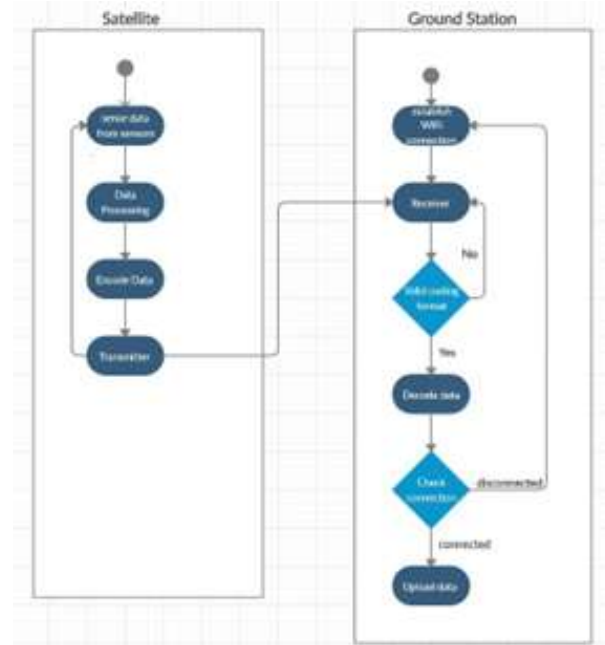 Satellite
Ground Station
sense data
from sensors
establish
WiFi
connection
Data
Processing
Receiver
No
Encode Data
Valid coding
format
Transmitter
Yes
Decode data
Check
connection
disconnected
connected
Upload data